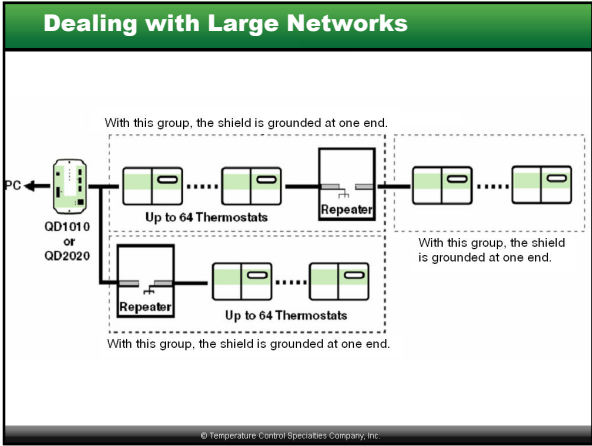 Dealing with Large Networks
With this group, the shield is grounded at one end.
PC
QD1010
or
QD2020
Up to 64 Thermostats
Repeater
With this group, the shield
is grounded at one end.
Repeater
Up to 64 Thermostats
With this group, the shield is grounded at one end.
© Temperature Control Specialties Company, Inc.